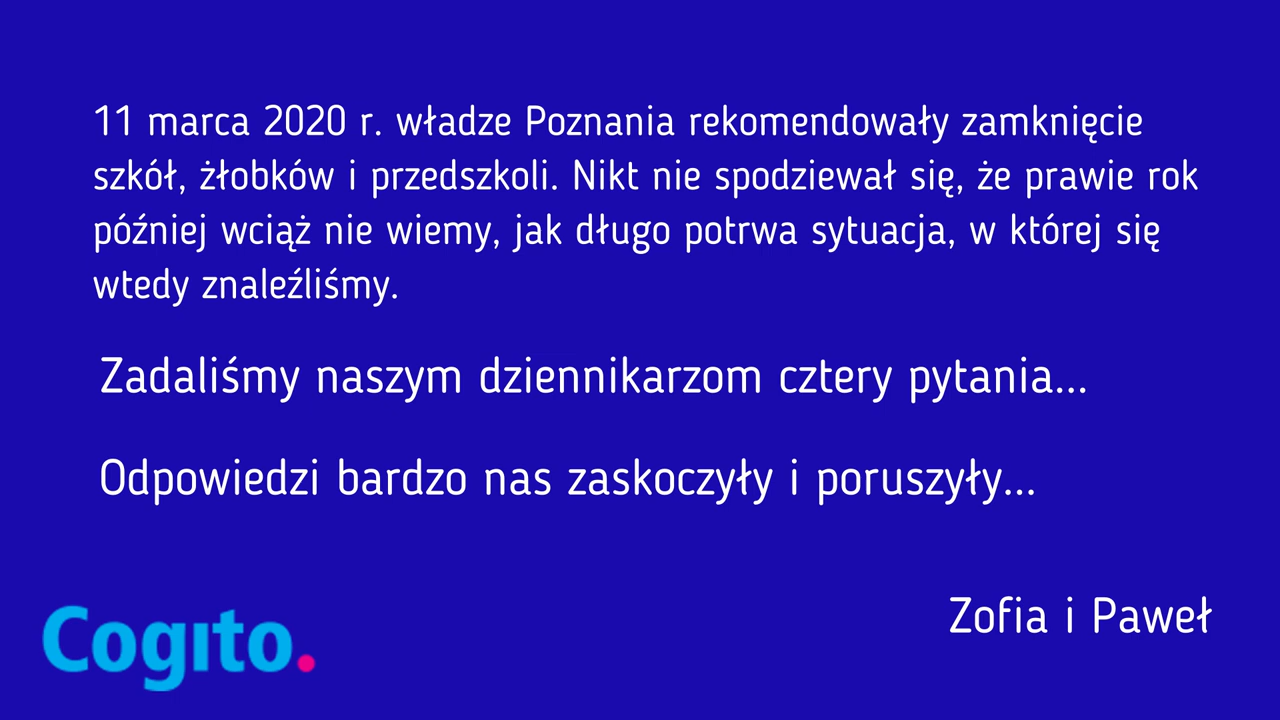 11 marca 2020 r. władze Poznania rekomendowały zamknięcie
szkół, żłobków i przedszkoli. Nikt nie spodziewał się, że prawie rok
później wciąż nie wiemy, jak długo potrwa sytuacja, w której się
wtedy znaleźliśmy.
Zadaliśmy naszym dziennikarzom cztery pytania...
Odpowiedzi bardzo nas zaskoczyły i poruszyły...
Zofia i Paweł
Cogito.